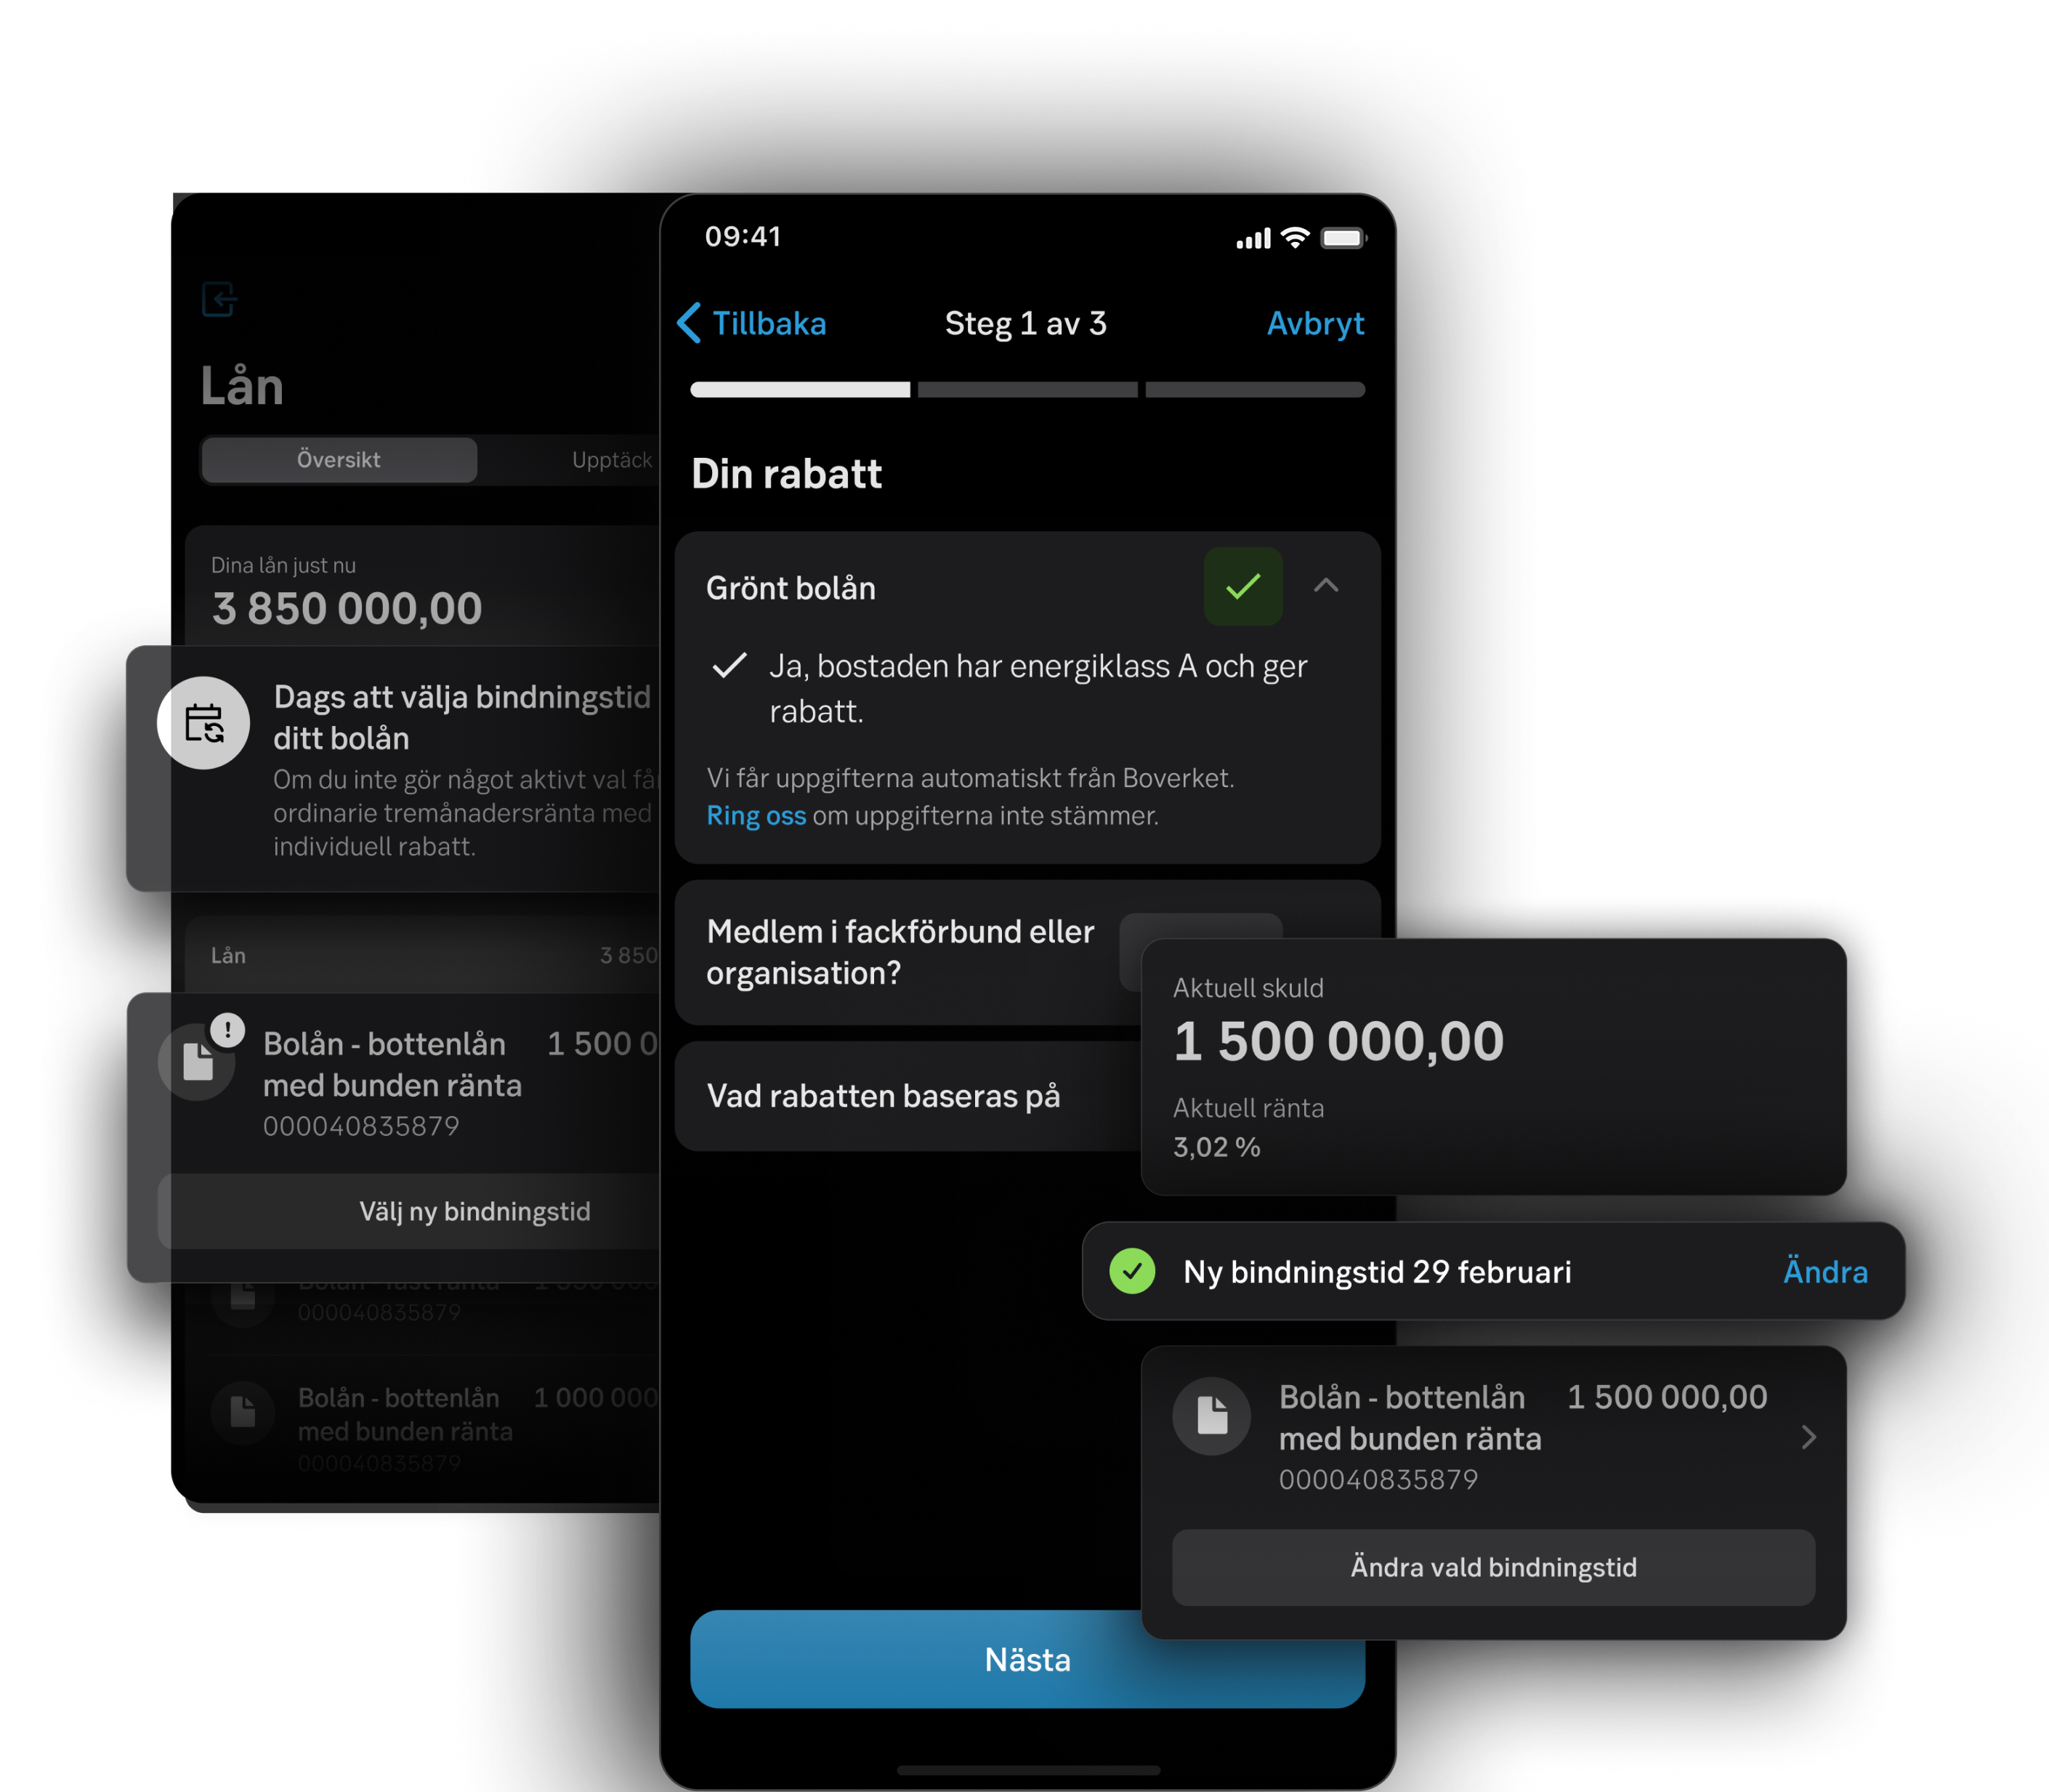 Lån
Översikt
Upptäck
Dina lån just nu
3 850 000,00
Dags att välja bindningstid
ditt bolån
Om du inte gör något aktivt val får
ordinarie tremånadersränta med
individuell rabatt.
Lån
3 850
Bolån - bottenlån
1 500 0
med bunden ränta
000040835879
Välj ny bindningstid
000040835879
Bolån - bottenlån
1 000 000
med bunden ränta
000040835879
09:41
Tillbaka
Steg 1 av 3
Avbryt
Din rabatt
Grönt bolån
Ja, bostaden har energiklass A och ger
rabatt.
Vi får uppgifterna automatiskt från Boverket.
Ring oss om uppgifterna inte stämmer.
Medlem i fackförbund eller
organisation?
Vad rabatten baseras på
Nästa
Aktuell skuld
1 500 000,00
Aktuell ränta
3,02 %
Ny bindningstid 29 februari
Ändra
Bolån - bottenlån
1 500 000,00
med bunden ränta
000040835879
Ändra vald bindningstid